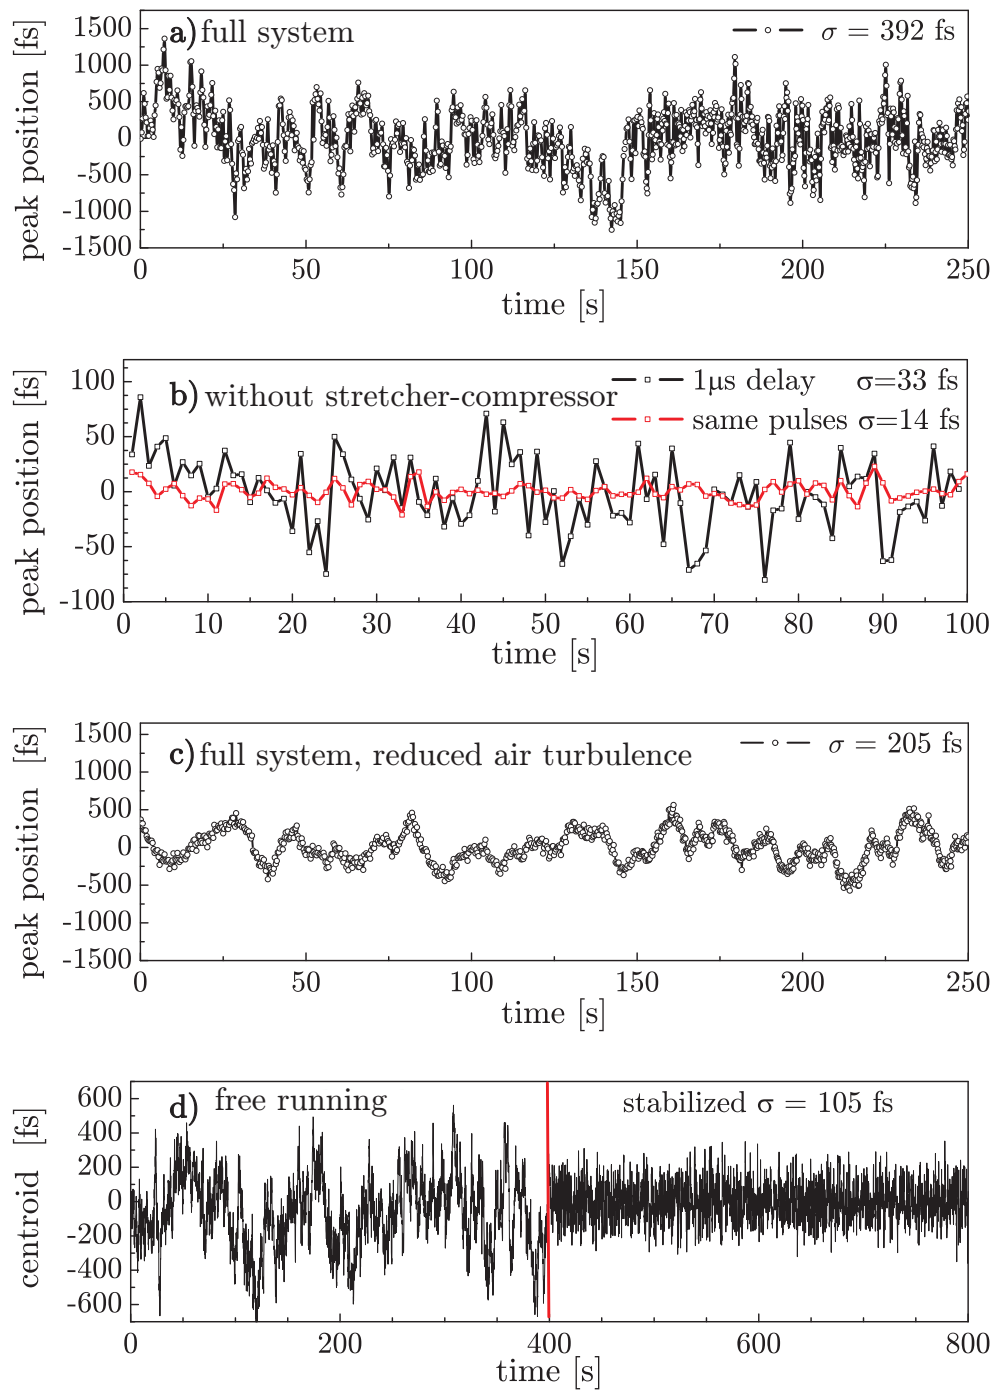 a) full system
σ = 392 fs
peak position [fs]
1750
1000
500
0
-500
-1000
-1500
0 50 100 150 200 250
time [s]
b) without stretcher-compressor
1μs delay σ=33 fs
same pulses σ=14 fs
peak position [fs]
100
50
0
-50
-100
0 10 20 30 40 50 60 70 80 90 100
time [s]
c) full system, reduced air turbulence
σ = 205 fs
peak position [fs]
1500
1000
500
0
-500
-1000
-1500
0 50 100 150 200 250
time [s]
d) free running
stabilized σ = 105 fs
centroid [fs]
600
400
200
0
-200
-400
-600
0 200 400 600 800
time [s]